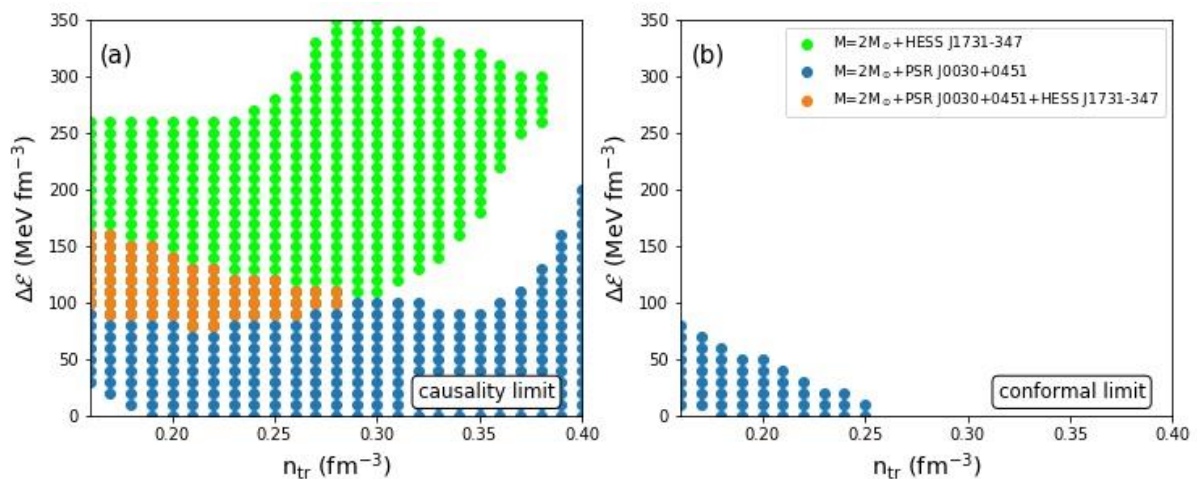 (a)
350
300
250
200
150
100
50
0
Δℰ (MeV fm⁻³)
0.20
0.25
0.30
0.35
0.40
n_tr (fm⁻³)
causality limit
(b)
350
300
250
200
150
100
50
0
Δℰ (MeV fm⁻³)
0.20
0.25
0.30
0.35
0.40
n_tr (fm⁻³)
M=2M☉+HESS J1731-347
M=2M☉+PSR J0030+0451
M=2M☉+PSR J0030+0451+HESS J1731-347
conformal limit